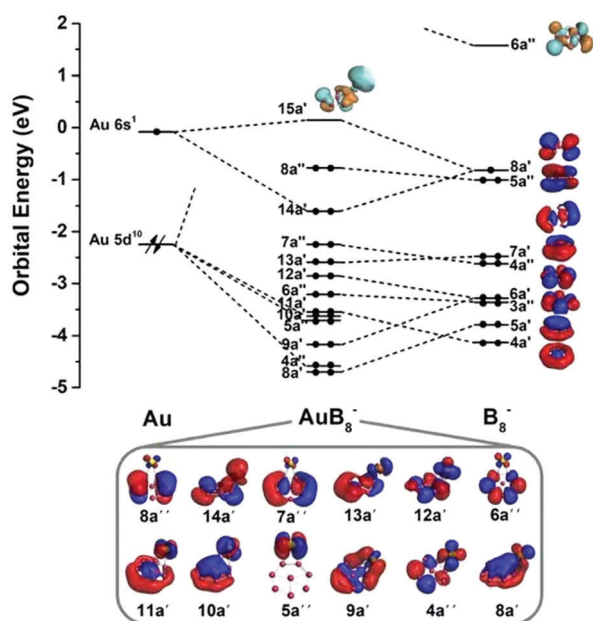 2
1
0
-1
-2
-3
-4
-5
Orbital Energy (eV)
Au 6s¹
Au 5d¹⁰
15a'
8a''
14a'
7a''
13a'
12a'
6a''
11a'
10a'
5a''
9a'
4a''
8a'
6a''
8a'
5a''
7a'
4a''
6a'
3a''
5a'
4a'
Au AuB₈⁻ B₈⁻
8a´´ 14a´ 7a´´ 13a´ 12a´ 6a´´
11a´ 10a´ 5a´´ 9a´ 4a´´ 8a´